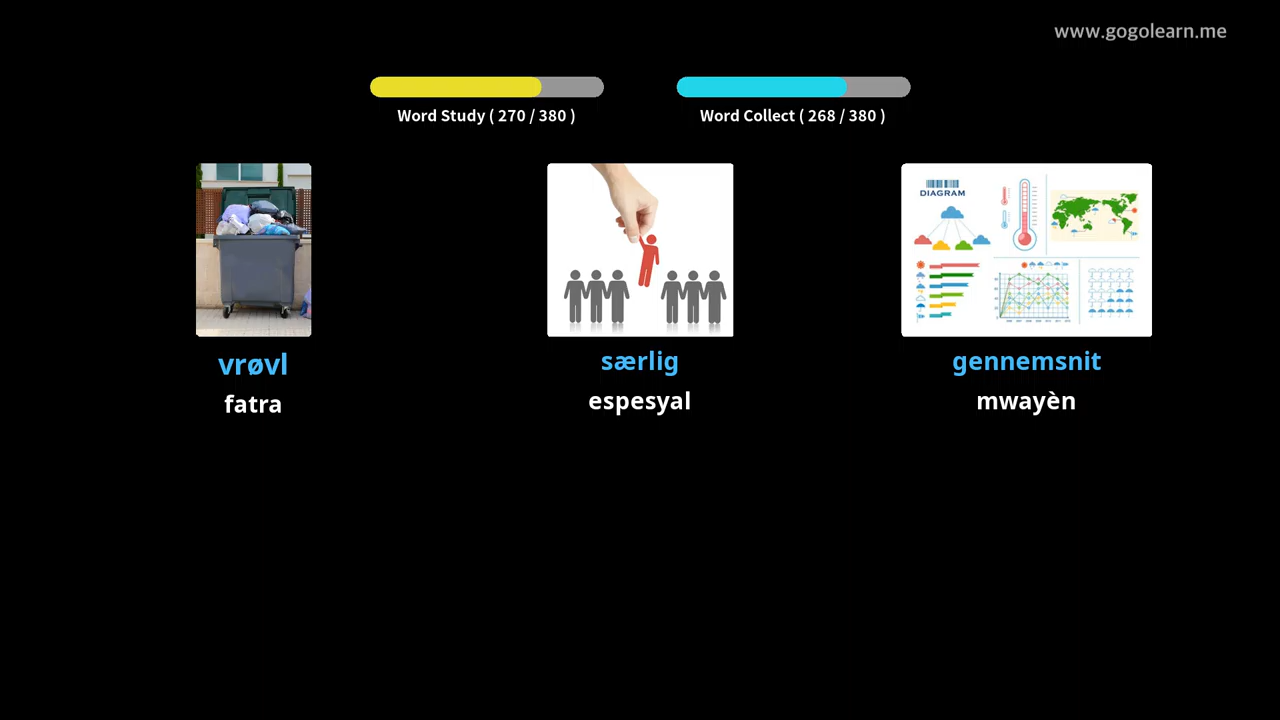 www.gogolearn.me
Word Study ( 270 / 380 )
Word Collect ( 268 / 380 )
DIAGRAM
vrøvl
særlig
gennemsnit
fatra
espesyal
mwayèn